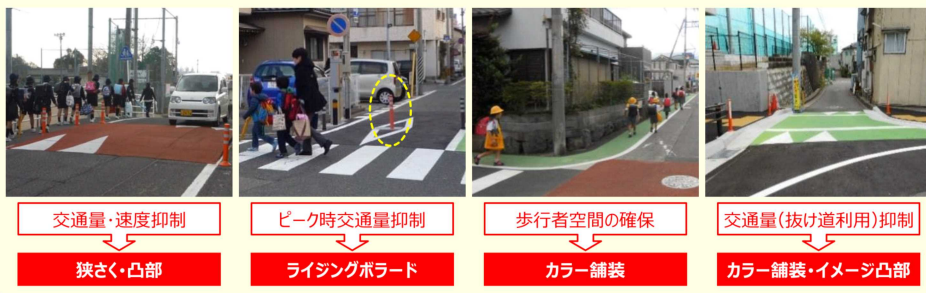 交通量・速度抑制
ピーク時交通量抑制
歩行者空間の確保
交通量(抜け道利用)抑制
狭さく・凸部
ライジングボラード
カラー舗装
カラー舗装・イメージ凸部